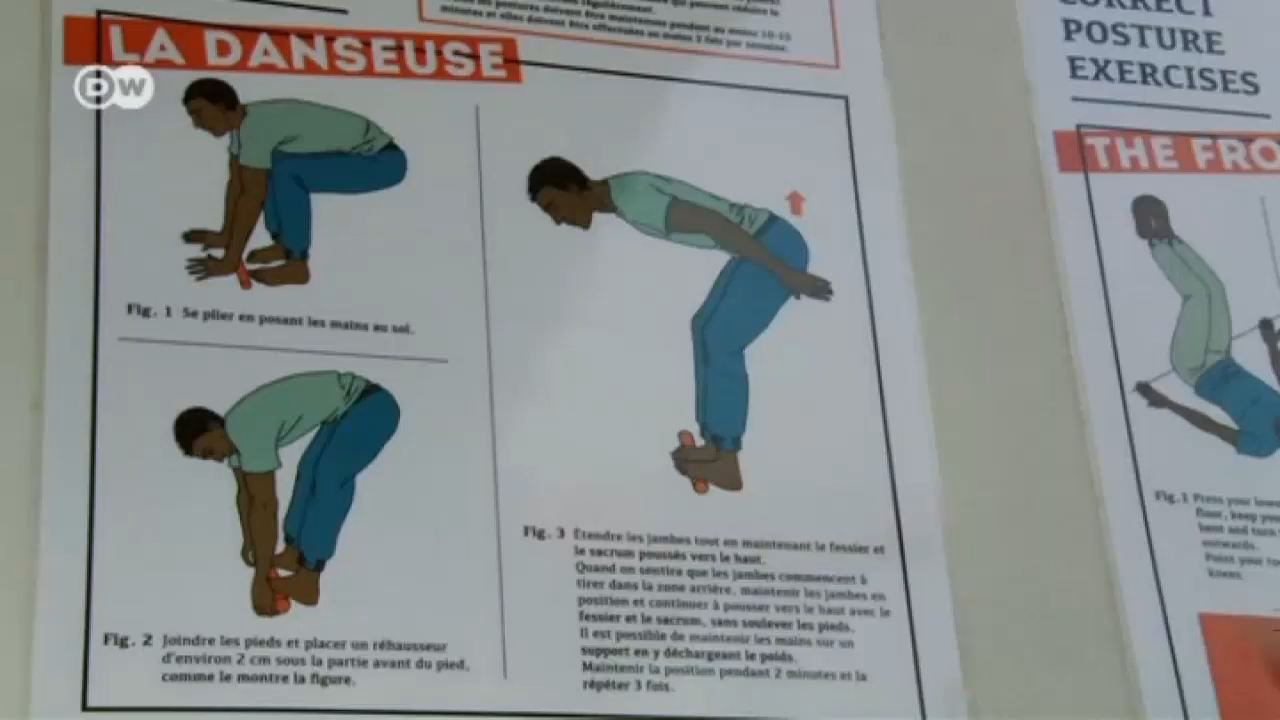 peuvent réduire la
LA DANSEUSE
DW
Fig. 1 Se plier en posant les mains au sol.
Fig. 2 Joindre les pieds et placer un réhausseur
d'environ 2 cm sous la partie avant du pied,
comme le montre la figure.
Fig. 3 Étendre les jambes tout en maintenant le fessier et
le sacrum poussés vers le haut.
Quand on sentira que les jambes commencent à
tirer dans la zone arrière, maintenir les jambes en
position et continuer à pousser vers le haut avec le
fessier et le sacrum, sans soulever les pieds.
Il est possible de maintenir les mains sur un
support en y déchargeant le poids.
Maintenir la position pendant 2 minutes et la
répéter 3 fois.
CORRECT
POSTURE
EXERCISES
THE FRO
Fig.1 Press your lowe
floor, keep you
bent and turn
outwards.
Point your to
knees.